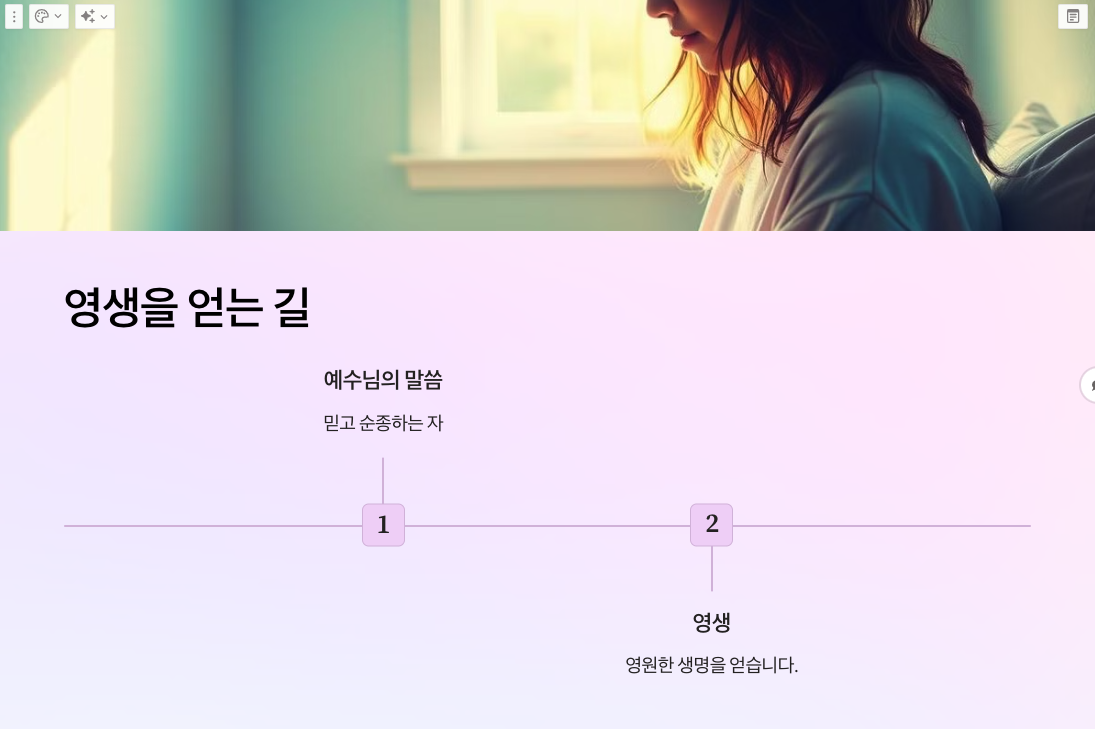 영생을 얻는 길
예수님의 말씀
믿고 순종하는 자
1
2
영생
영원한 생명을 얻습니다.